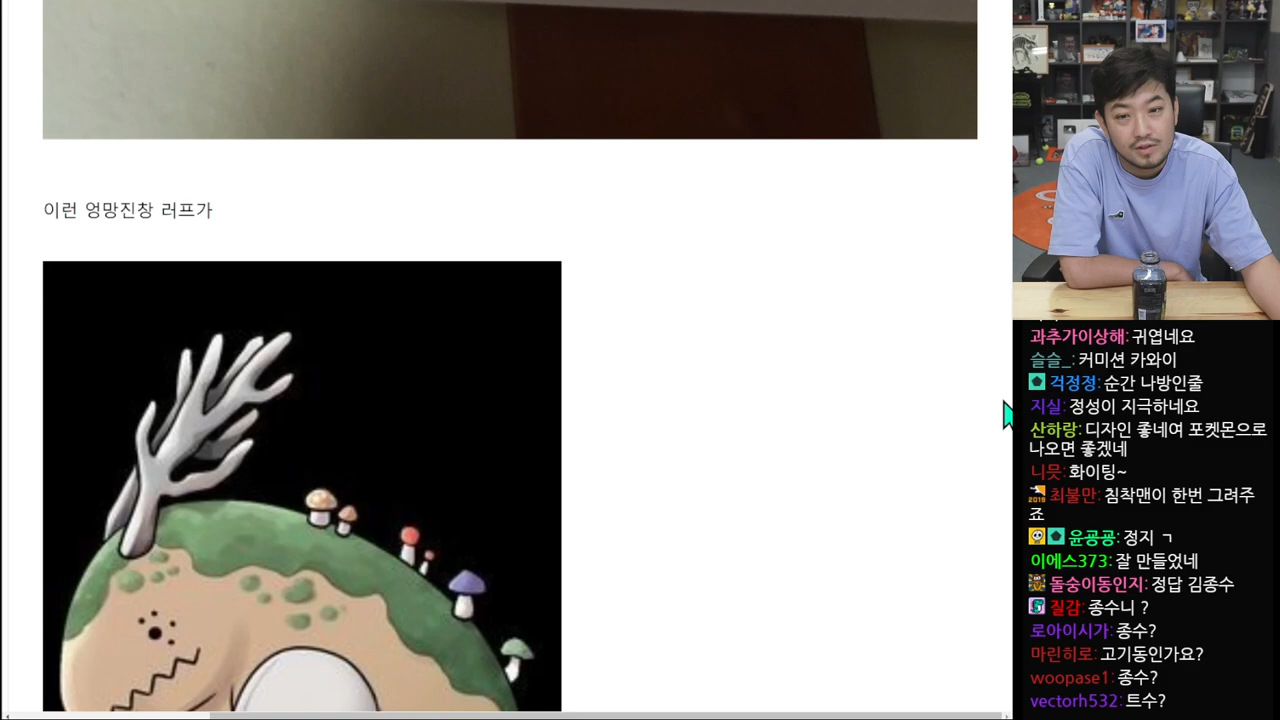 이런 엉망진창 러프가
과추가이상해: 귀엽네요
슬슬_: 커미션 카와이
걱정정: 순간 나방인줄
지실: 정성이 지극하네요
산하랑: 디자인 좋네여 포켓몬으로
나오면 좋겠네
니믓: 화이팅~
2019 최불만: 침착맨이 한번 그려주
죠
윤굥굥: 정지 ㄱ
이에스373: 잘 만들었네
돌숭이동인지: 정답 김종수
질감: 종수니 ?
로아이시가: 종수?
마린히로: 고기동인가요?
woopase1: 종수?
vectorh532: 트수?